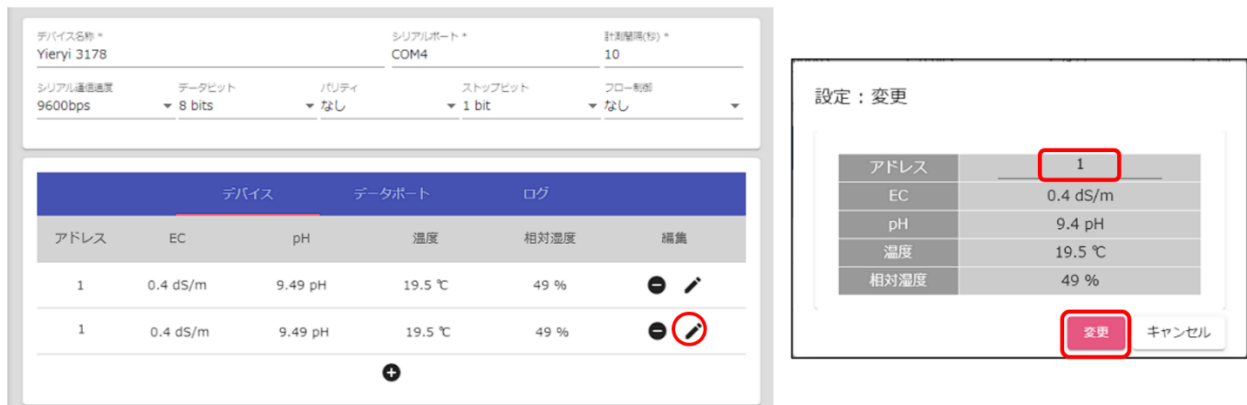 デバイス名称 * シリアルポート * 計測間隔(秒) *
Yieryi 3178 COM4 10
シリアル通信速度 データビット パリティ ストップビット フロー制御
9600bps 8 bits なし 1 bit なし
デバイス データポート ログ
アドレス EC pH 温度 相対湿度 編集
1 0.4 dS/m 9.49 pH 19.5 ℃ 49 %
1 0.4 dS/m 9.49 pH 19.5 ℃ 49 %
設定：変更
アドレス 1
EC 0.4 dS/m
pH 9.4 pH
温度 19.5 ℃
相対湿度 49 %
変更 キャンセル